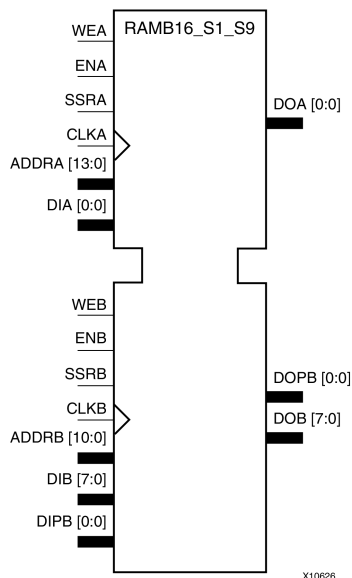 RAMB16_S1_S9
WEA
ENA
SSRA
CLKA
ADDRA [13:0]
DIA [0:0]
DOA [0:0]
WEB
ENB
SSRB
CLKB
ADDRB [10:0]
DIB [7:0]
DIPB [0:0]
DOPB [0:0]
DOB [7:0]
X10626